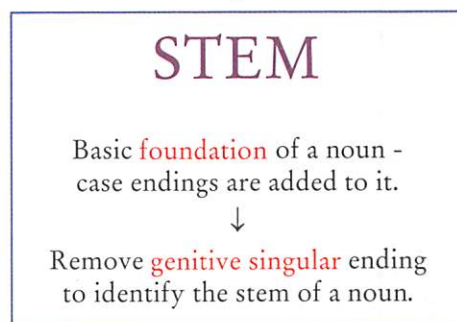 STEM
Basic foundation of a noun -
case endings are added to it.
↓
Remove genitive singular ending
to identify the stem of a noun.